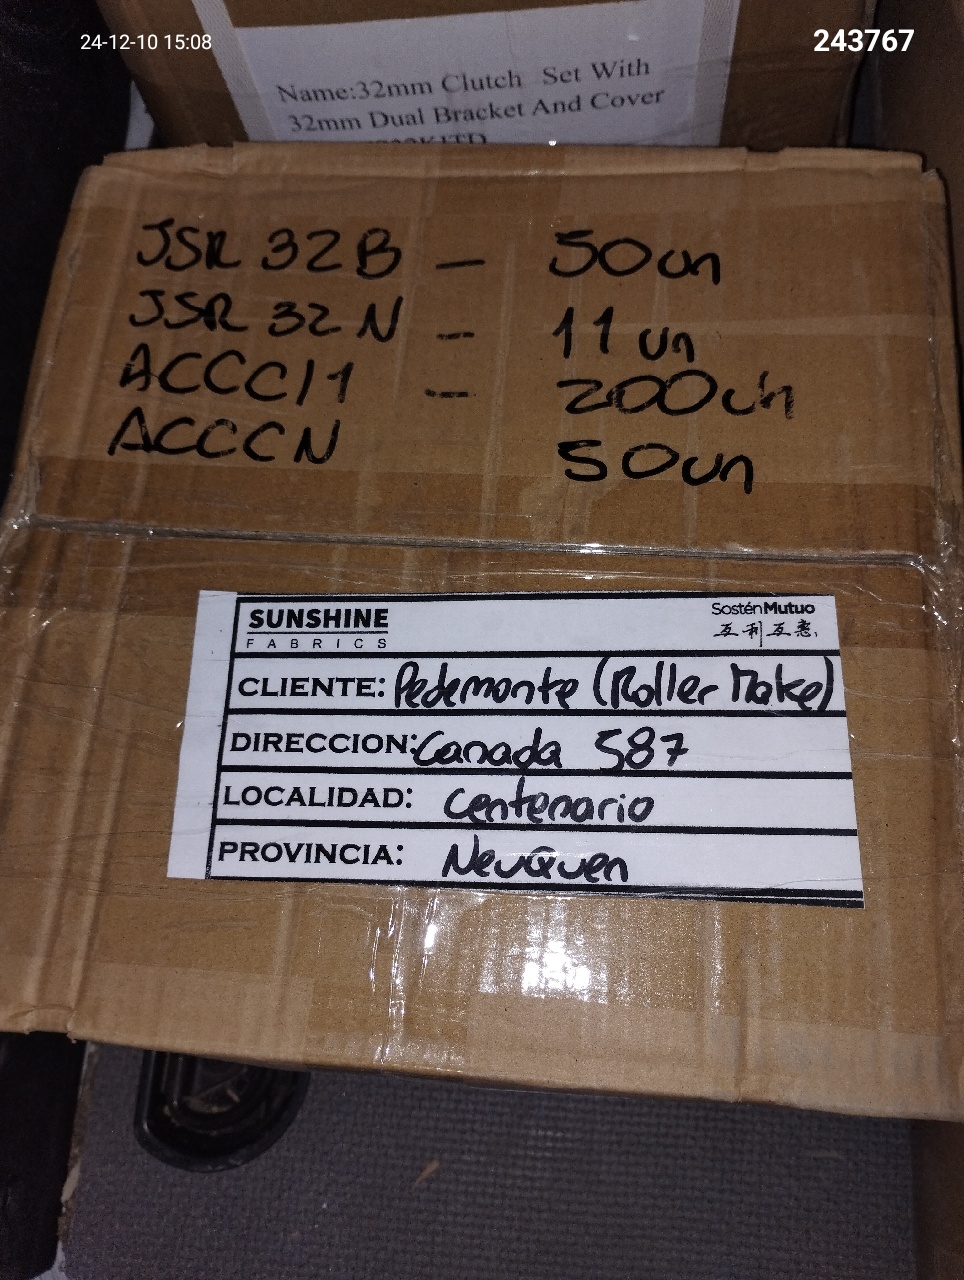 24-12-10 15:08
243767
Name:32mm Clutch Set With
32mm Dual Bracket And Cover
JSR 32B - 50un
JSR 32N - 11un
ACCC/1 - 200un
ACCCN 50un
SUNSHINE
FABRICS
SosténMutuo
互利互惠
CLIENTE: Pedemonte (Roller Make)
DIRECCION: Canada 587
LOCALIDAD: Centenario
PROVINCIA: NeuQuen